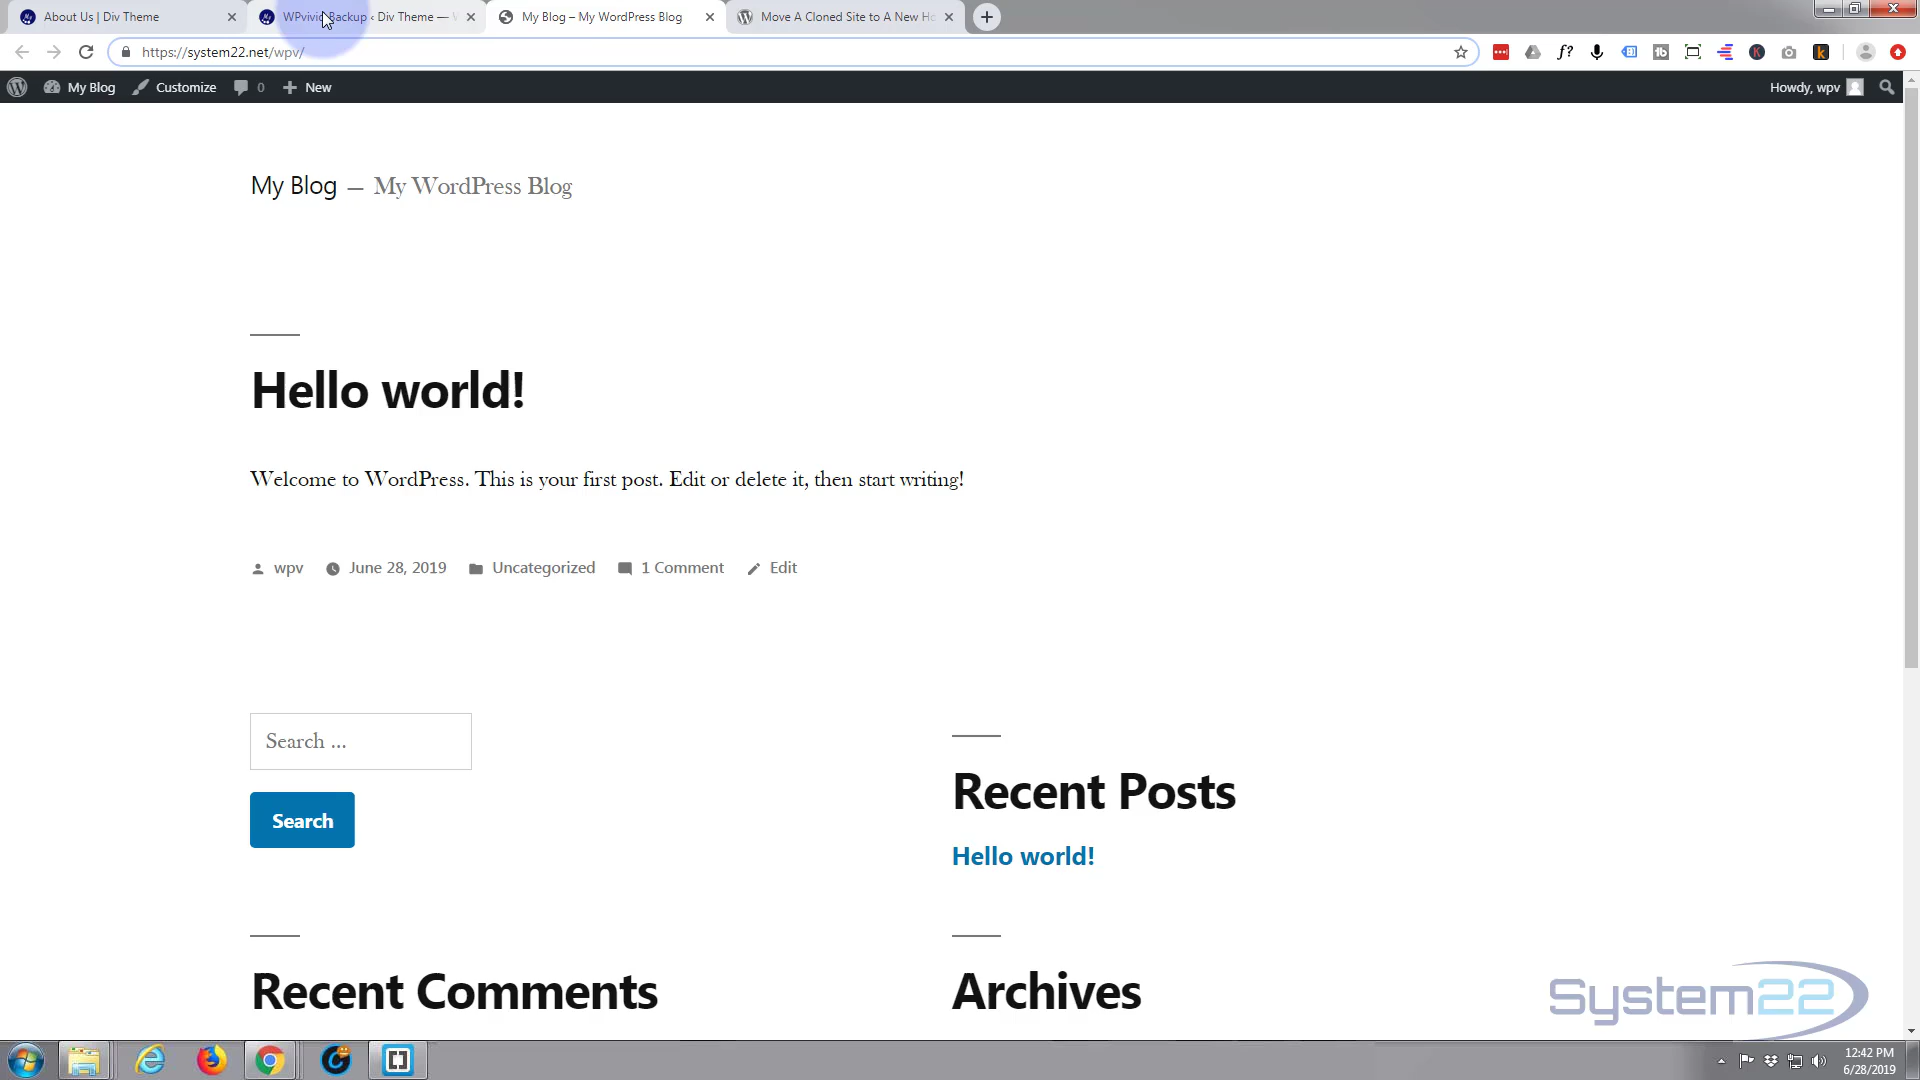 About Us | Div Theme
WPvivid Backup ‹ Div Theme —
My Blog – My WordPress Blog
Move A Cloned Site to A New Ho
https://system22.net/wpv/
My Blog
Customize
0
New
Howdy, wpv
My Blog — My WordPress Blog
Hello world!
Welcome to WordPress. This is your first post. Edit or delete it, then start writing!
wpv
June 28, 2019
Uncategorized
1 Comment
Edit
Search …
Search
Recent Posts
Hello world!
Recent Comments
Archives
System22
12:42 PM
6/28/2019